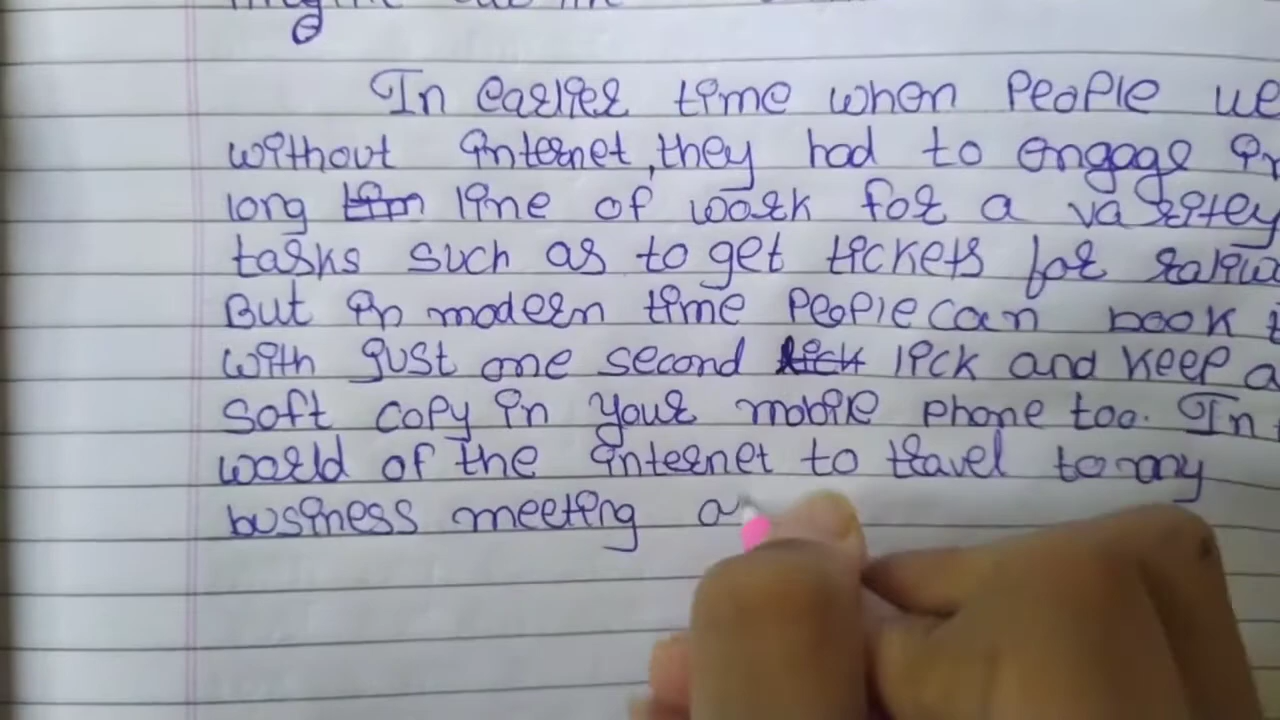 In earlier time when people we
without internet, they had to engage in
long line of work for a varitey
tasks such as to get tickets for raliwa
But in modern time people can book t
with just one second lick and keep a
soft copy in your mobile phone too. In
world of the internet to travel to any
business meeting a